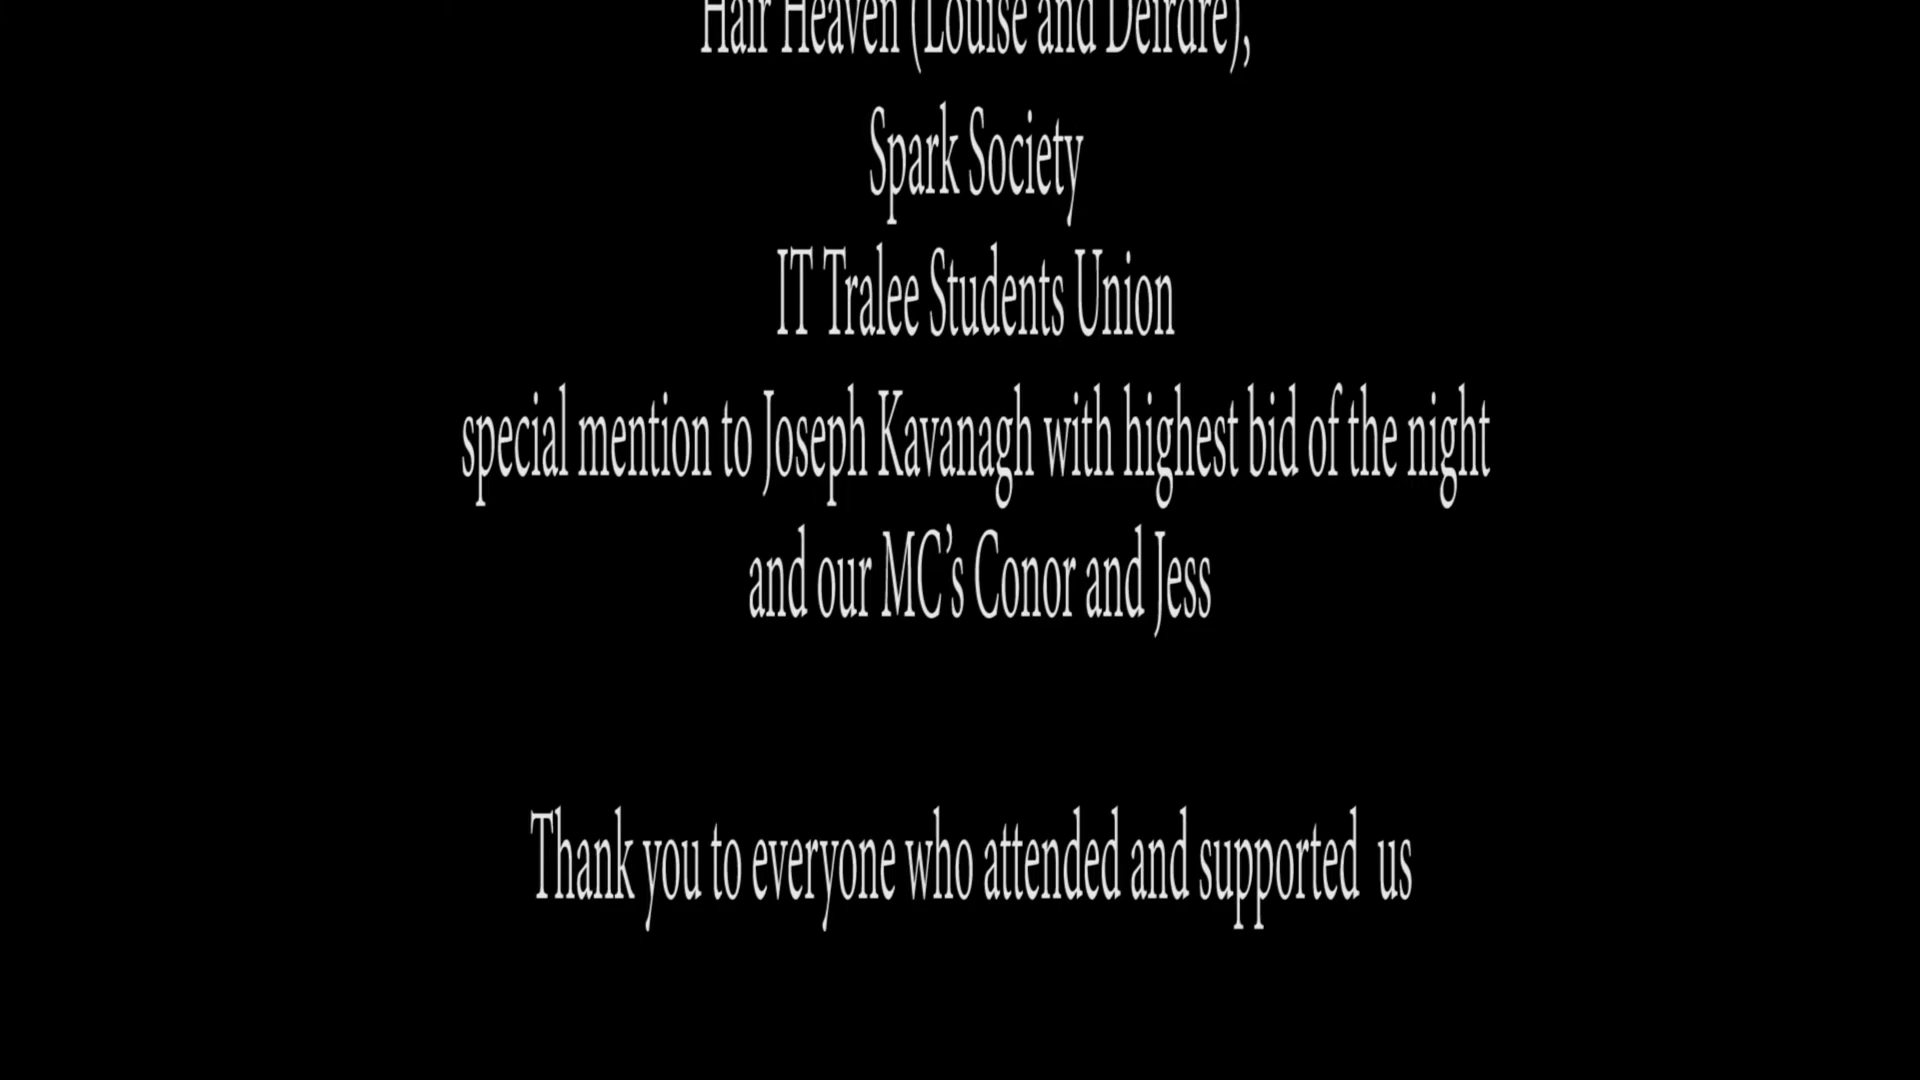 Hair Heaven (Louise and Deirdre),
Spark Society
IT Tralee Students Union
special mention to Joseph Kavanagh with highest bid of the night
and our MC’s Conor and Jess
Thank you to everyone who attended and supported  us